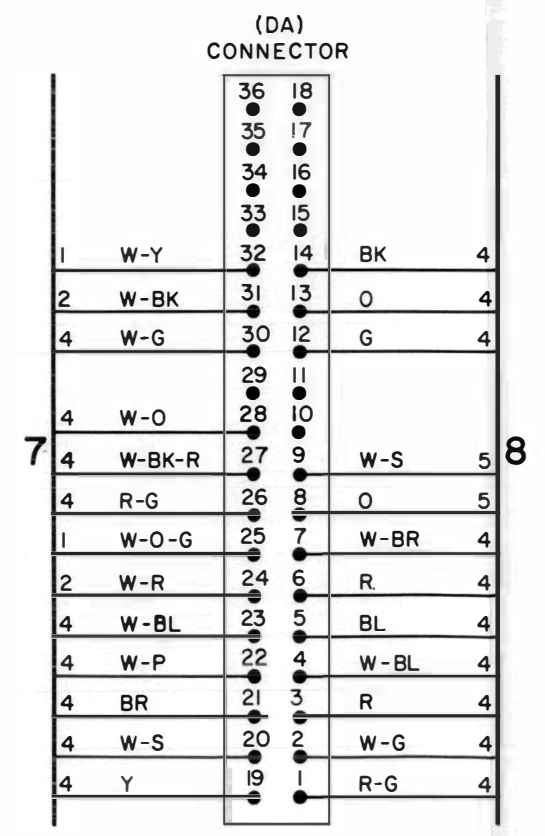 (DA)
CONNECTOR
36 18
35 17
34 16
33 15
1 W-Y 32 14 BK 4
2 W-BK 31 13 O 4
4 W-G 30 12 G 4
29 11
4 W-O 28 10
7 8
4 W-BK-R 27 9 W-S 5
4 R-G 26 8 O 5
1 W-O-G 25 7 W-BR 4
2 W-R 24 6 R. 4
4 W-BL 23 5 BL 4
4 W-P 22 4 W-BL 4
4 BR 21 3 R 4
4 W-S 20 2 W-G 4
4 Y 19 1 R-G 4